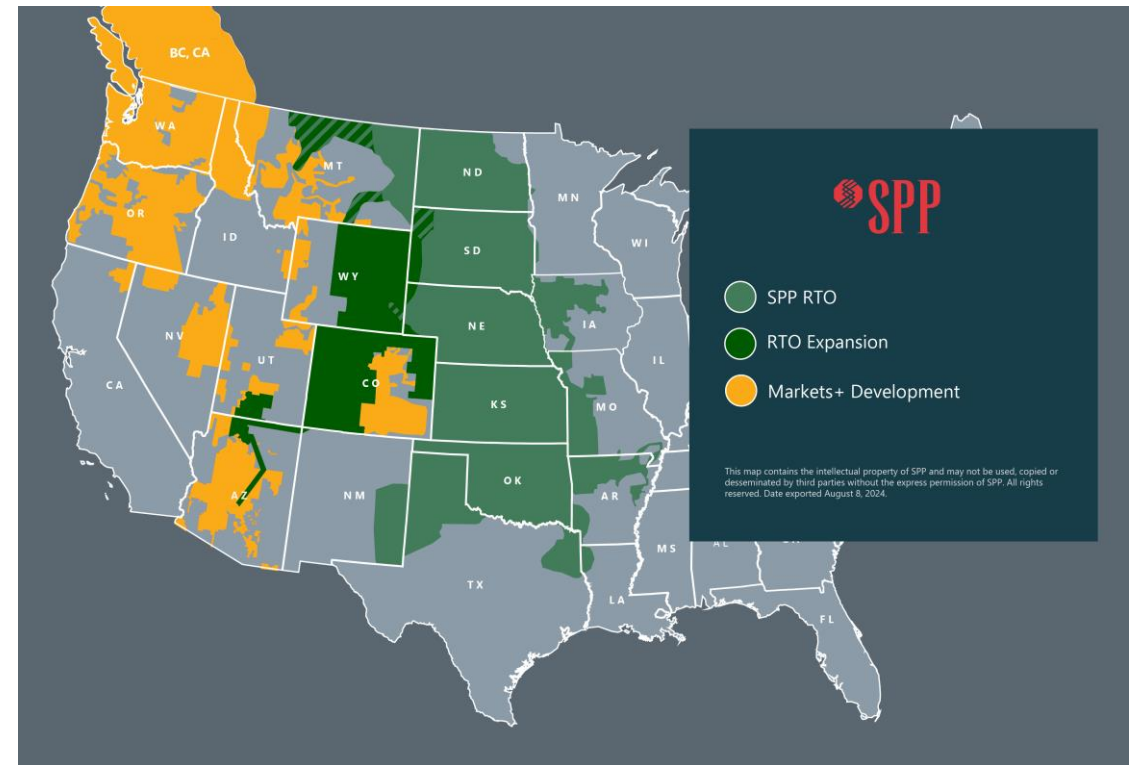 BC, CA
WA
MT
ND
MN
OR
ID
SD
WI
WY
NE
IA
NV
UT
IL
CA
CO
KS
MO
AZ
NM
OK
AR
MS
AL
TX
LA
FL
SPP
SPP RTO
RTO Expansion
Markets+ Development
This map contains the intellectual property of SPP and may not be used, copied or
desseminated by third parties without the express permission of SPP. All rights
reserved. Date exported August 8, 2024.